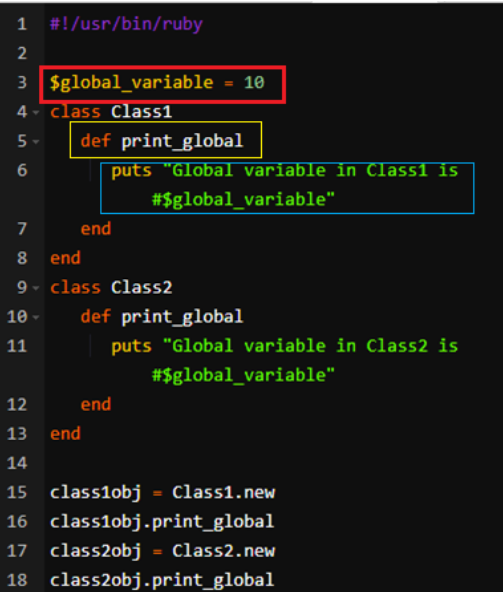 1 #!/usr/bin/ruby
2
3 $global_variable = 10
4 class Class1
5 def print_global
6 puts "Global variable in Class1 is
#$global_variable"
7 end
8 end
9 class Class2
10 def print_global
11 puts "Global variable in Class2 is
#$global_variable"
12 end
13 end
14
15 class1obj = Class1.new
16 class1obj.print_global
17 class2obj = Class2.new
18 class2obj.print_global